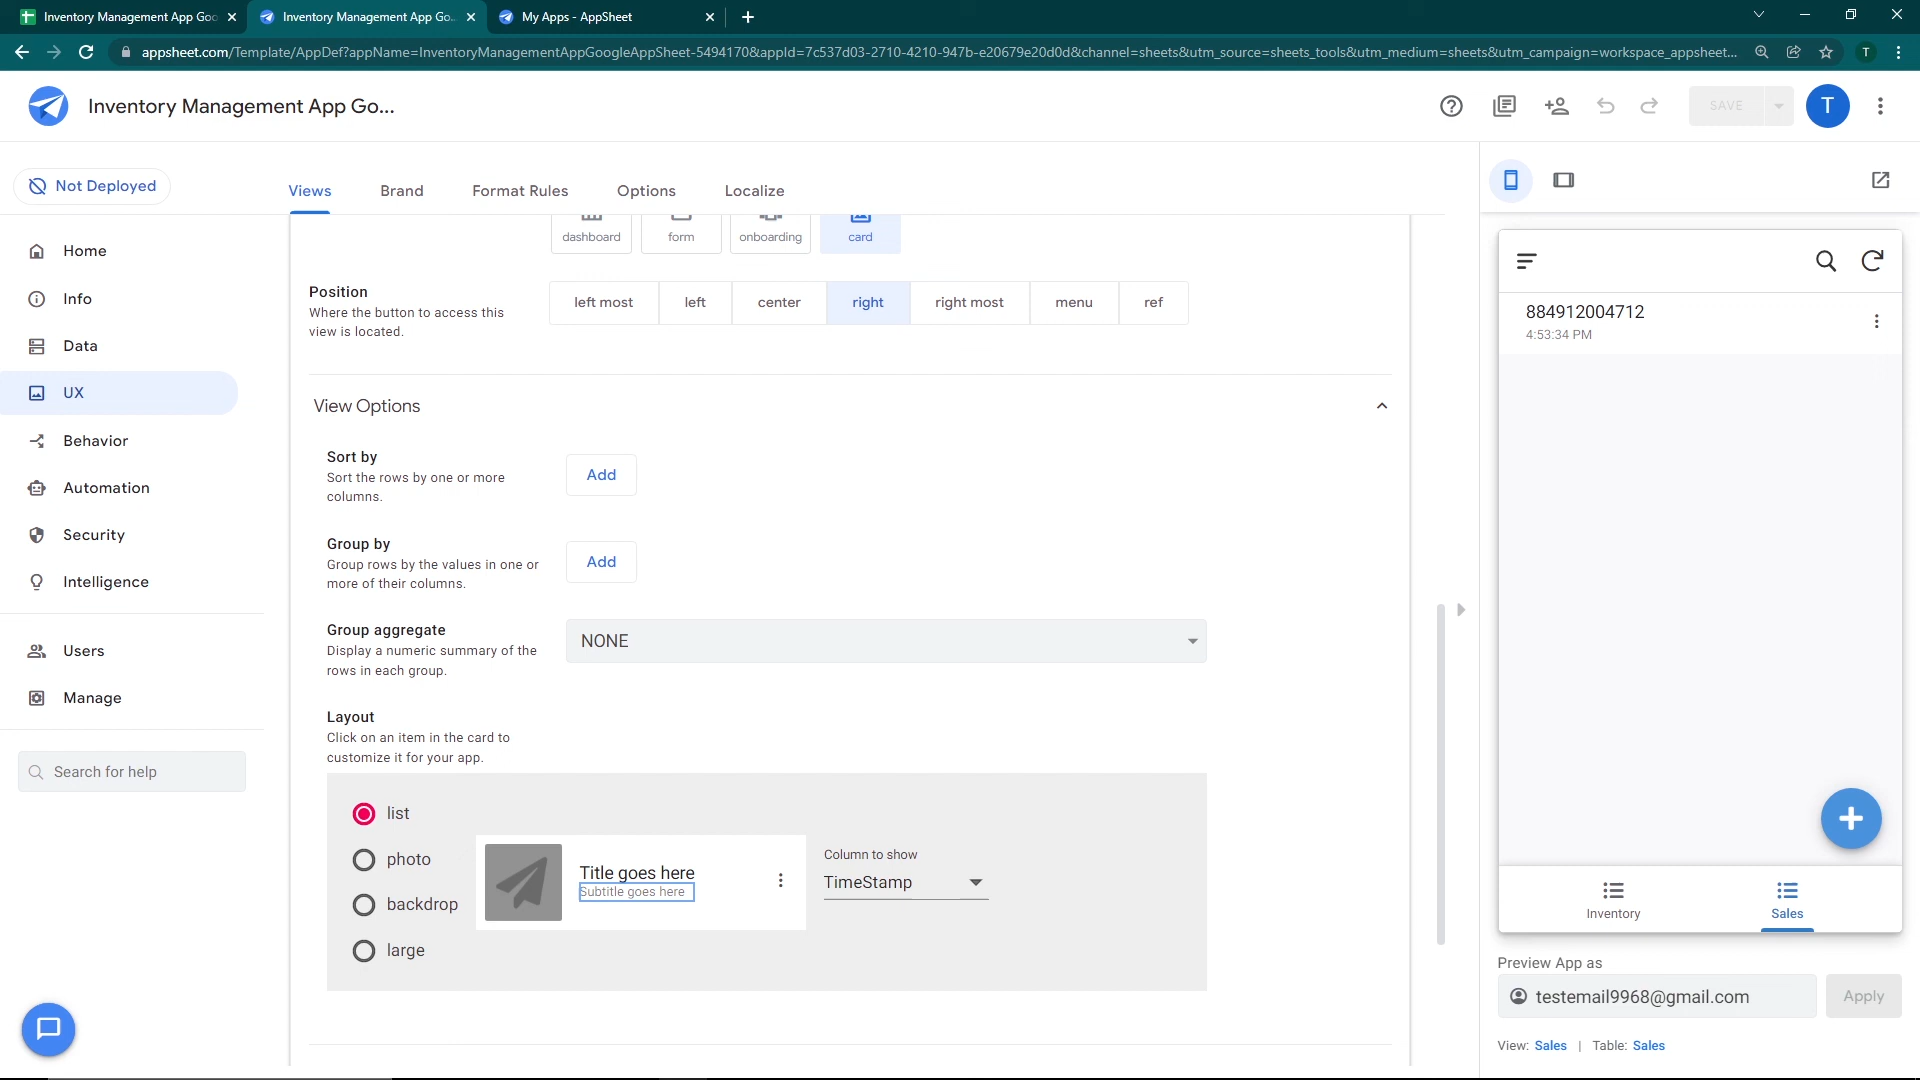 Inventory Management App Goo
Inventory Management App Go...
My Apps - AppSheet
appsheet.com/Template/AppDef?appName=InventoryManagementAppGoogleAppSheet-5494170&appId=7c537d03-2710-4210-947b-e20679e20d0d&channel=sheets&utm_source=sheets_tools&utm_medium=sheets&utm_campaign=workspace_appsheet...
T
Inventory Management App Go...
SAVE
T
Not Deployed
Views
Brand
Format Rules
Options
Localize
Home
Info
Data
UX
Behavior
Automation
Security
Intelligence
Users
Manage
Search for help
dashboard
form
onboarding
card
Position
Where the button to access this
view is located.
left most
left
center
right
right most
menu
ref
View Options
Sort by
Sort the rows by one or more
columns.
Add
Group by
Group rows by the values in one or
more of their columns.
Add
Group aggregate
Display a numeric summary of the
rows in each group.
NONE
Layout
Click on an item in the card to
customize it for your app.
list
photo
backdrop
large
Title goes here
Subtitle goes here
Column to show
TimeStamp
884912004712
4:53:34 PM
Inventory
Sales
Preview App as
testemail9968@gmail.com
Apply
View: Sales | Table: Sales